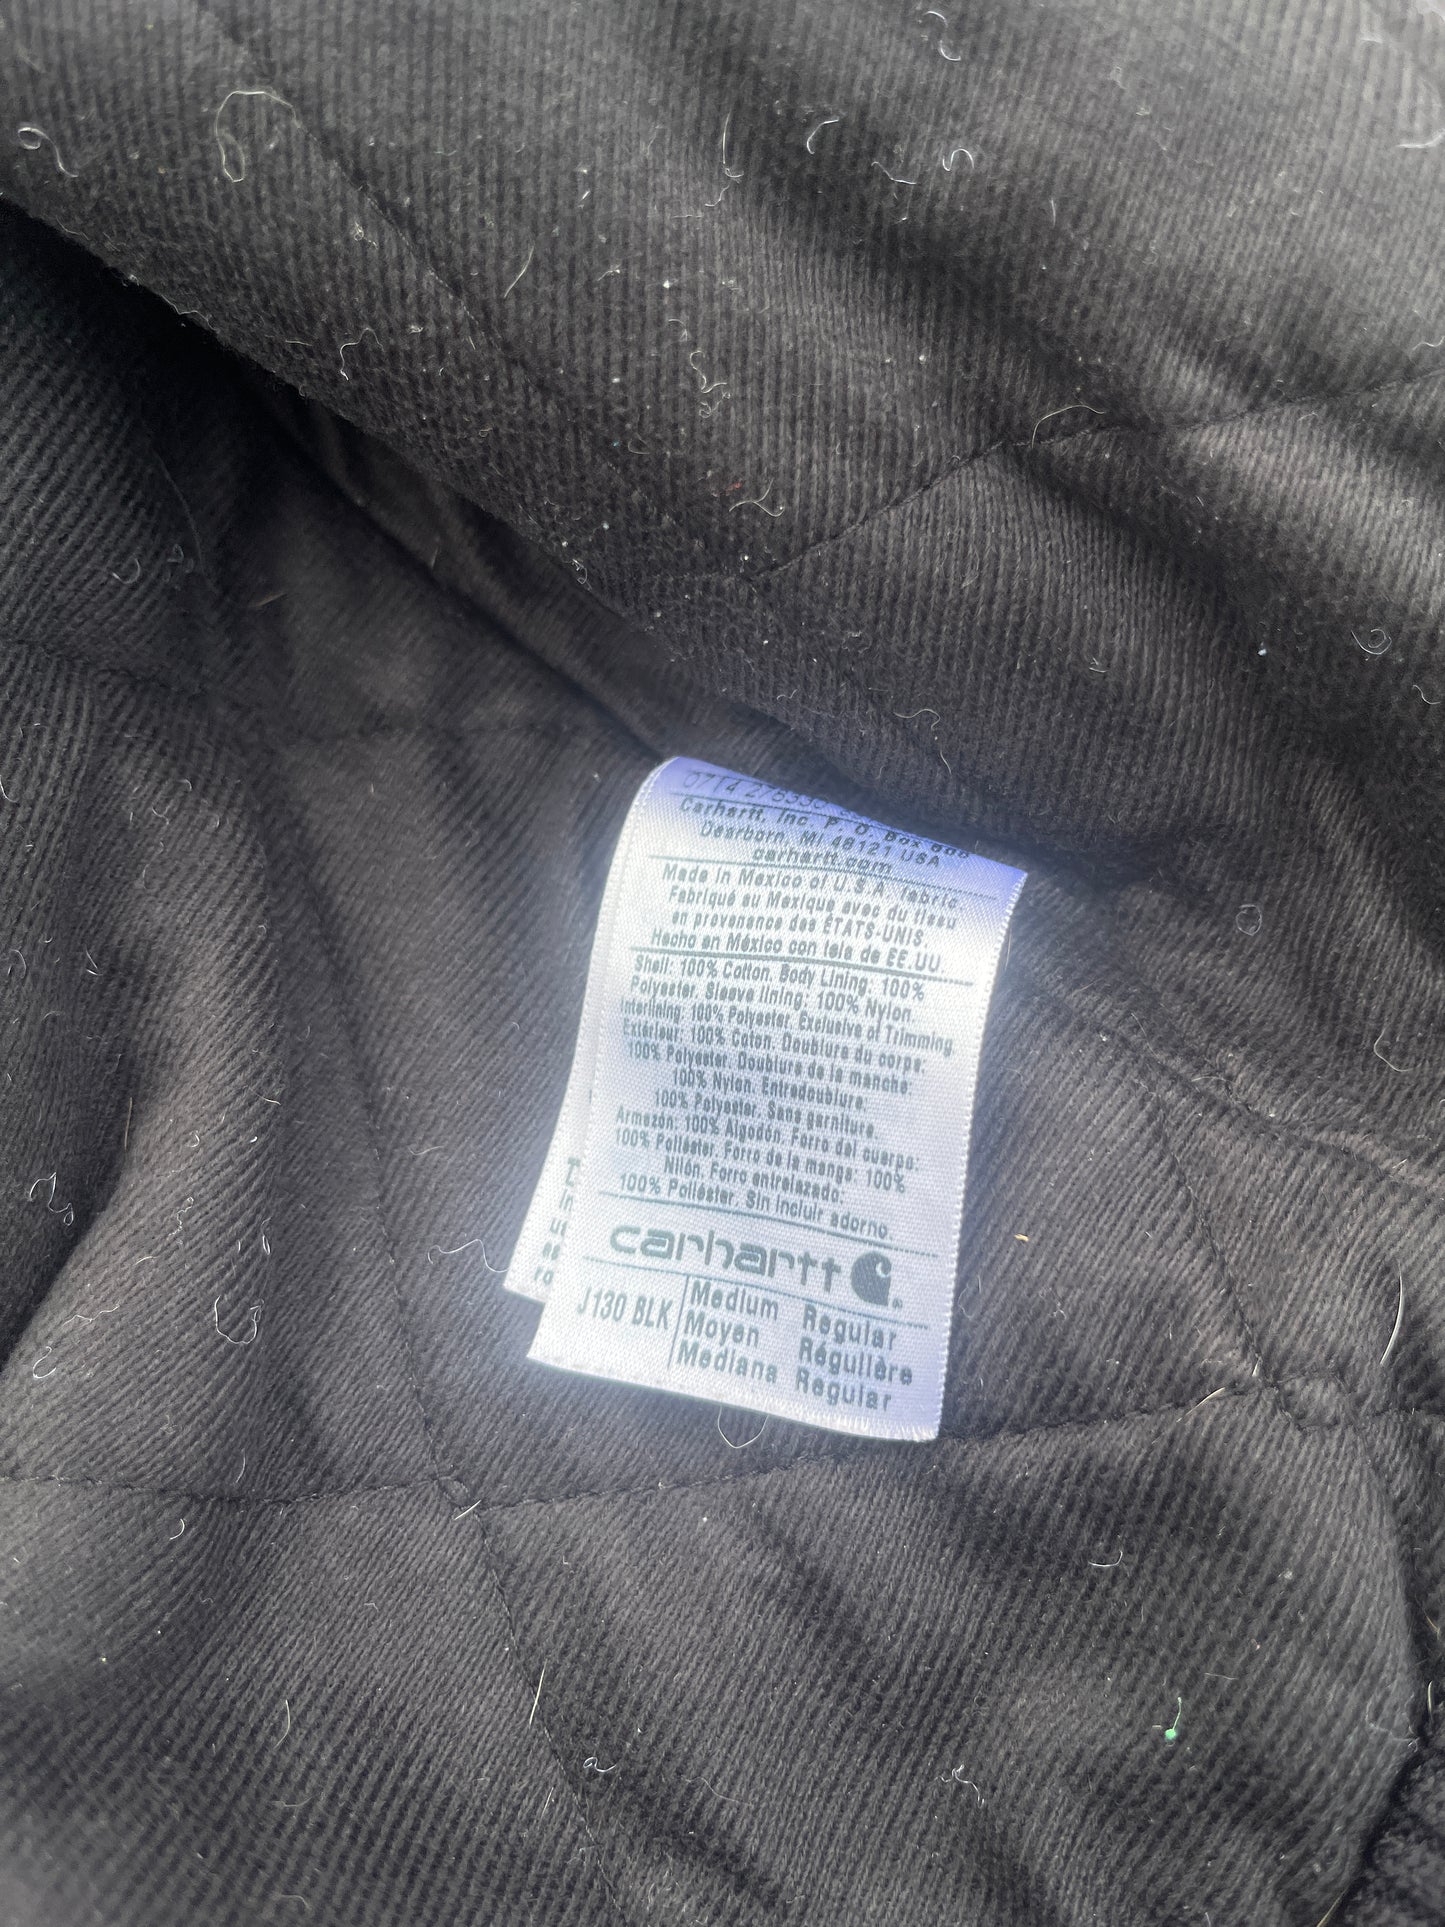 0714
Carhartt, Inc. P. O. Box
Dearborn, MI 48121 USA
carhartt.com
Made in Mexico of U.S.A. fabric
Fabriqué au Mexique avec du tissu
en provenance des ÉTATS-UNIS.
Hecho en México con tela de EE.UU.
Shell: 100% Cotton. Body Lining: 100%
Polyester. Sleeve lining: 100% Nylon.
Interlining: 100% Polyester. Exclusive of Trimming
Extérieur: 100% Coton. Doublure du corps:
100% Polyester. Doublure de la manche:
100% Nylon. Entredoublure:
100% Polyester. Sans garniture.
Armazón: 100% Algodón. Forro del cuerpo:
100% Poliéster. Forro de la manga: 100%
Nilón. Forro entrelazado:
100% Poliéster. Sin incluir adorno
carhartt
J130 BLK
Medium Regular
Moyen Régulière
Mediana Regular